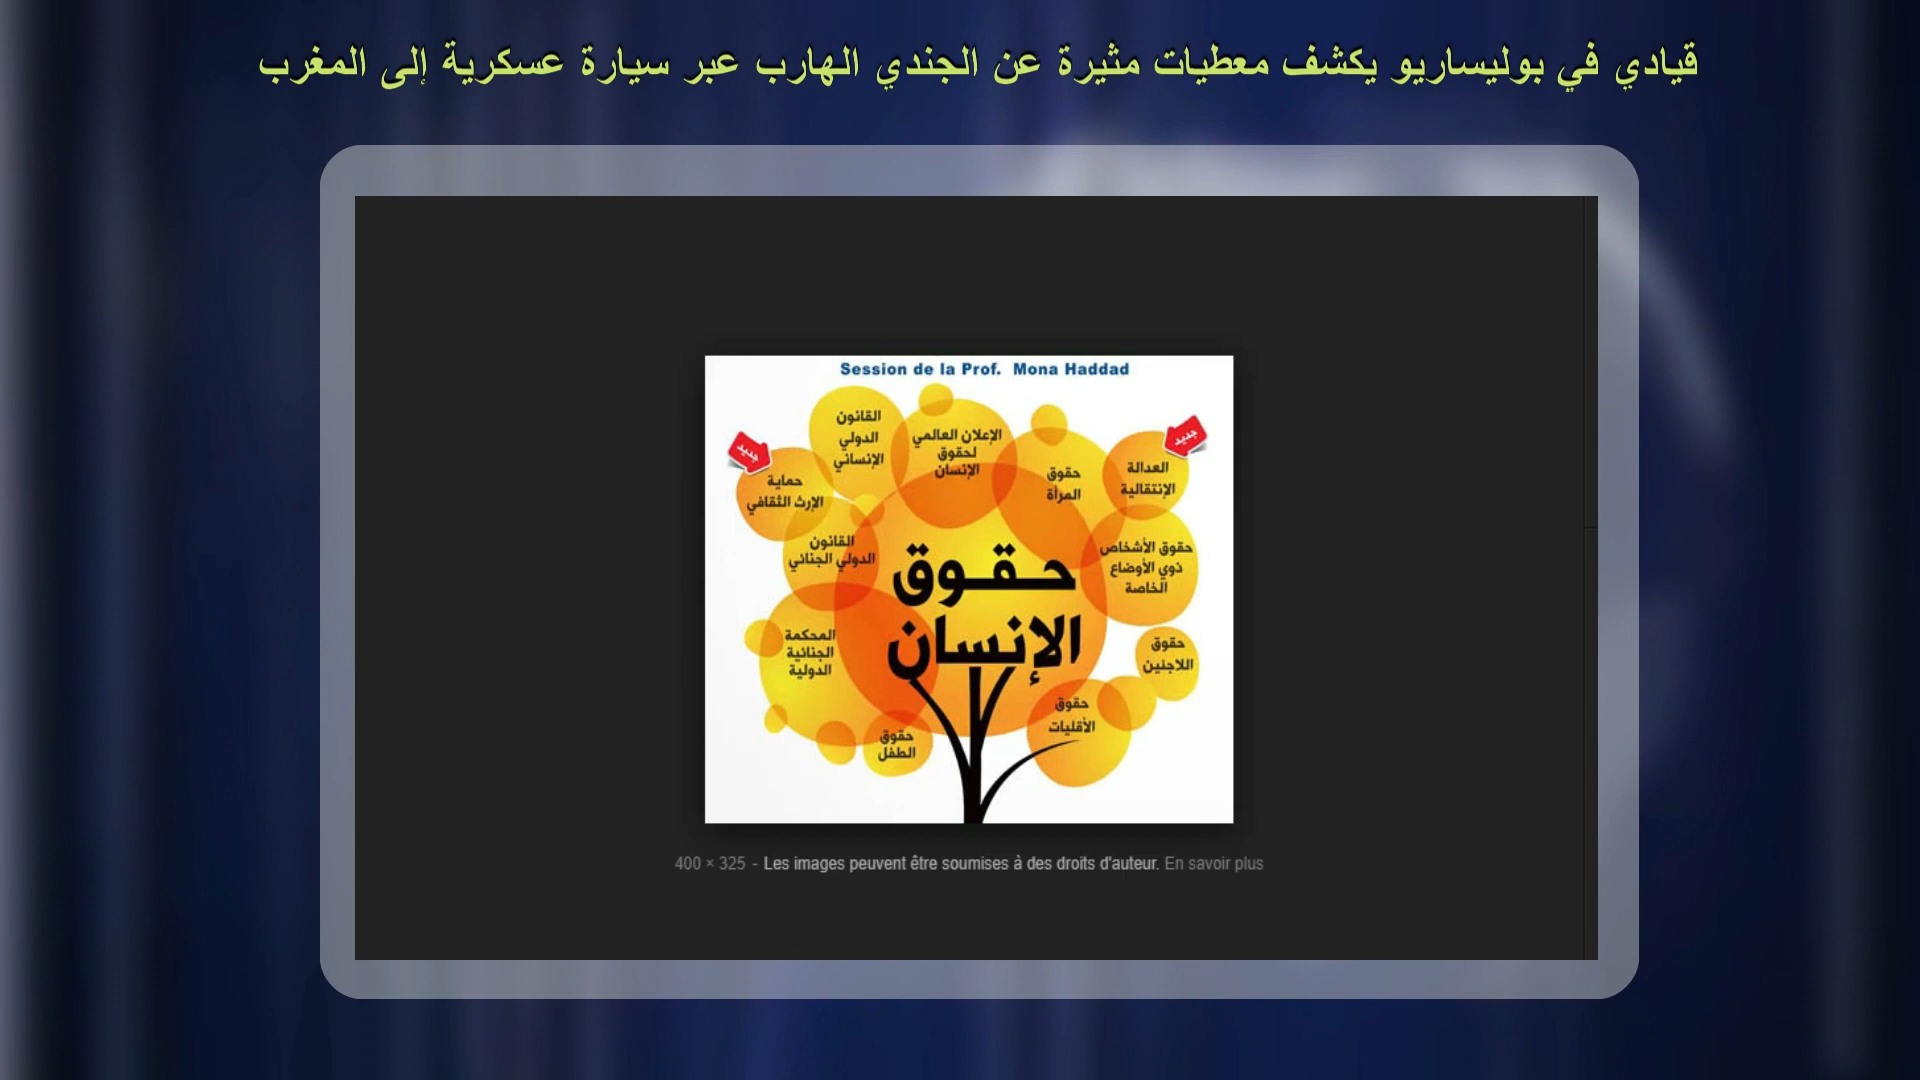 قيادي في بوليساريو يكشف معطيات مثيرة عن الجندي الهارب عبر سيارة عسكرية إلى المغرب
Session de la Prof. Mona Haddad
جديد
العدالة
الإنتقالية
حقوق
المرأة
الإعلان العالمي
لحقوق
الإنسان
القانون
الدولي
الإنساني
جديد
حماية
الإرث الثقافي
حقوق الأشخاص
ذوي الأوضاع
الخاصة
القانون
الدولي الجنائي
حقوق
الإنسان
حقوق
اللاجئين
المحكمة
الجنائية
الدولية
حقوق
الأقليات
حقوق
الطفل
400 × 325 - Les images peuvent être soumises à des droits d'auteur. En savoir plus